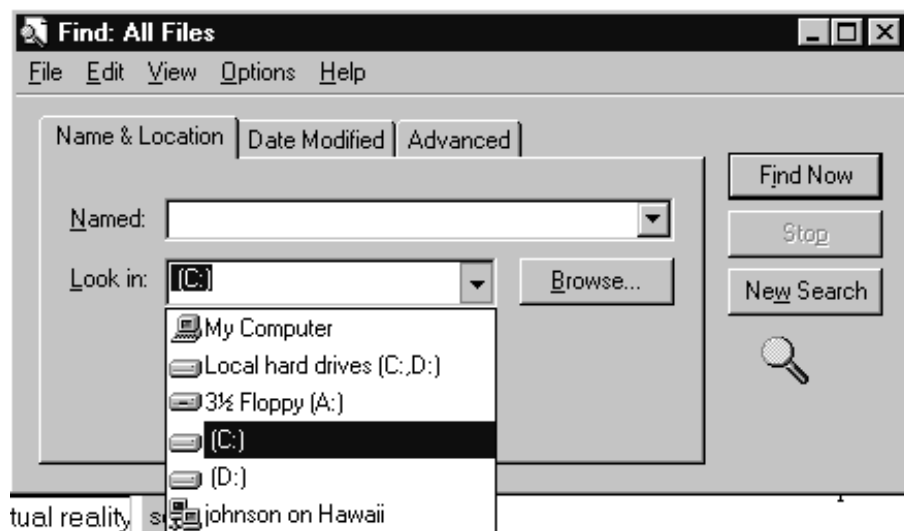 Find: All Files
File Edit View Options Help
Name & Location Date Modified Advanced
Find Now
Named:
Stop
Look in: (C:) Browse...
New Search
My Computer
Local hard drives (C:,D:)
3½ Floppy (A:)
(C:)
(D:)
johnson on Hawaii
tual reality